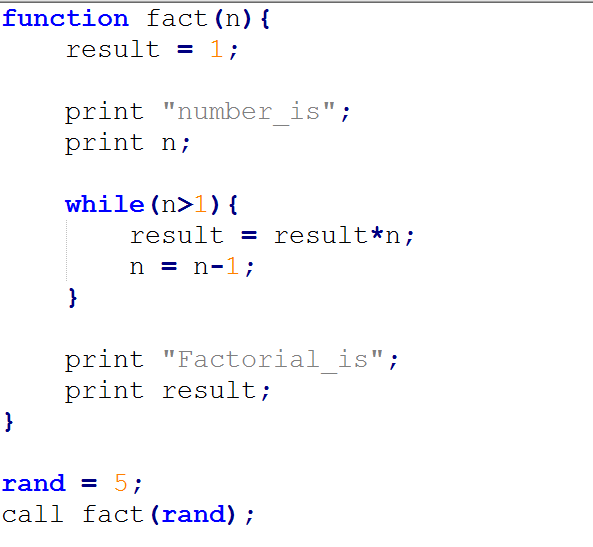 function fact(n){
result = 1;
print "number_is";
print n;
while(n>1){
result = result*n;
n = n-1;
}
print "Factorial_is";
print result;
}
rand = 5;
call fact(rand);